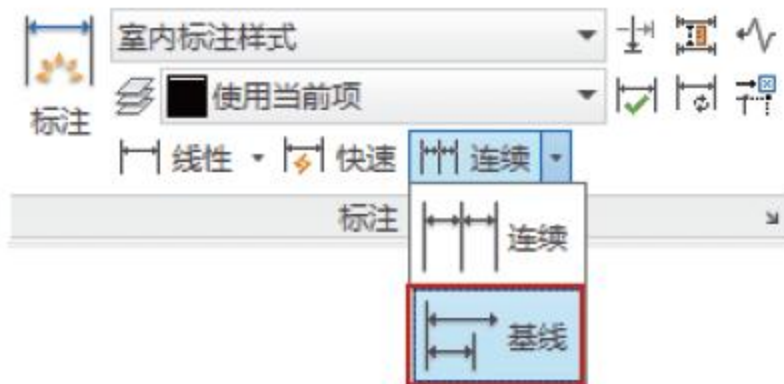 室内标注样式
使用当前项
标注
线性 快速 连续
标注
连续
基线